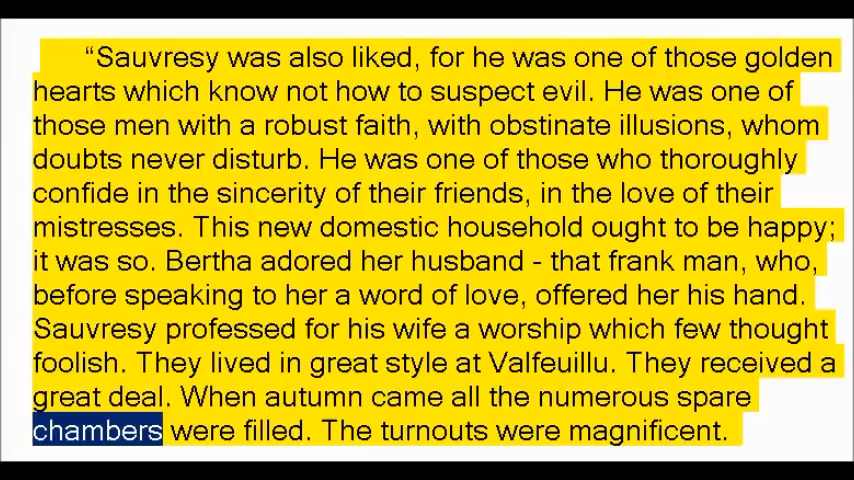 “Sauvresy was also liked, for he was one of those golden
hearts which know not how to suspect evil. He was one of
those men with a robust faith, with obstinate illusions, whom
doubts never disturb. He was one of those who thoroughly
confide in the sincerity of their friends, in the love of their
mistresses. This new domestic household ought to be happy;
it was so. Bertha adored her husband - that frank man, who,
before speaking to her a word of love, offered her his hand.
Sauvresy professed for his wife a worship which few thought
foolish. They lived in great style at Valfeuillu. They received a
great deal. When autumn came all the numerous spare
chambers were filled. The turnouts were magnificent.